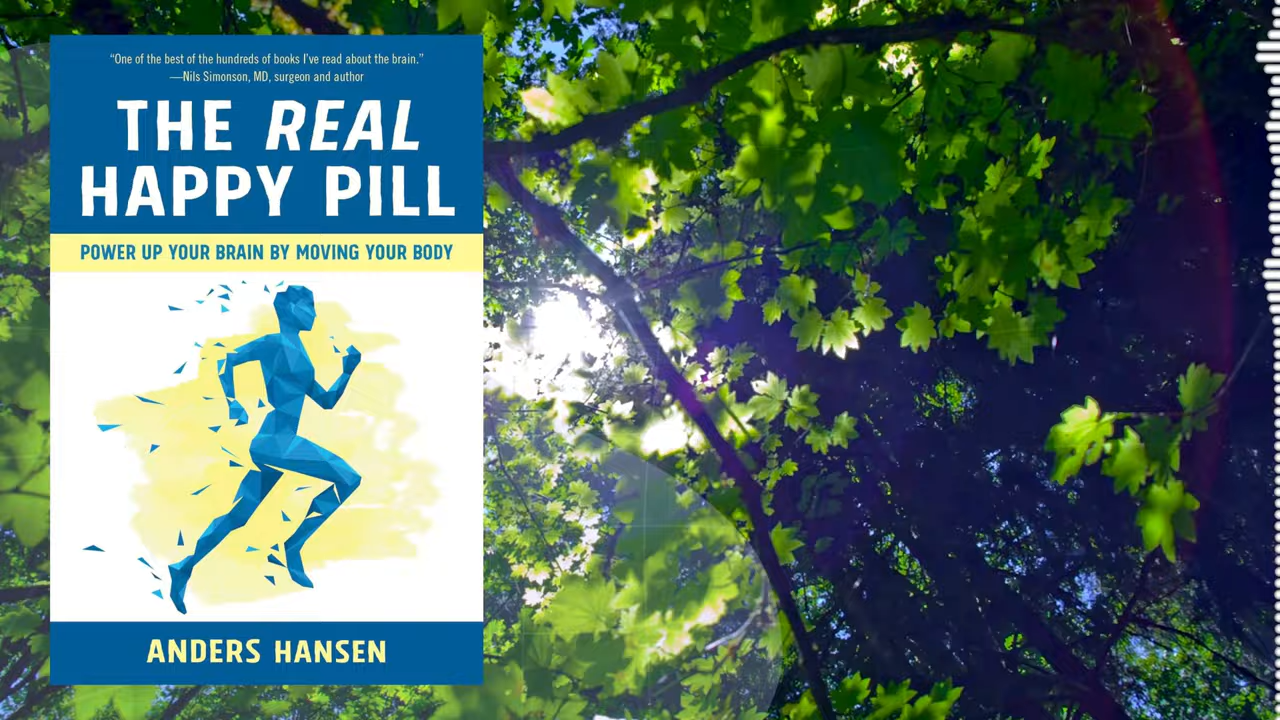 “One of the best of the hundreds of books I’ve read about the brain.”
—Nils Simonson, MD, surgeon and author
THE REAL
HAPPY PILL
POWER UP YOUR BRAIN BY MOVING YOUR BODY
ANDERS HANSEN